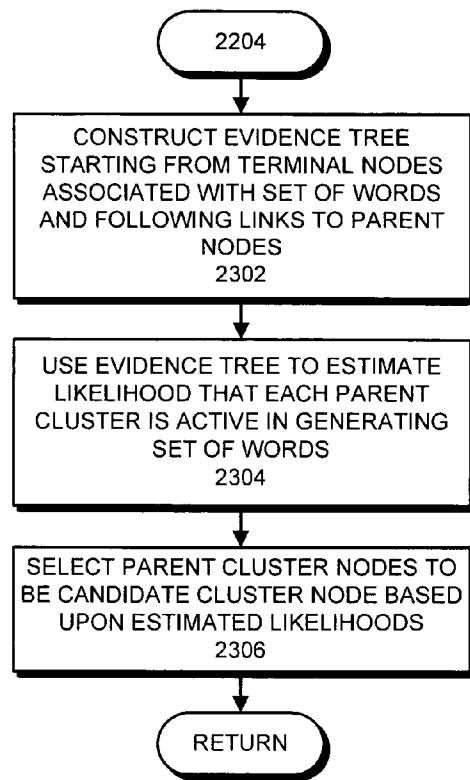 2204
CONSTRUCT EVIDENCE TREE
STARTING FROM TERMINAL NODES
ASSOCIATED WITH SET OF WORDS
AND FOLLOWING LINKS TO PARENT
NODES
2302
USE EVIDENCE TREE TO ESTIMATE
LIKELIHOOD THAT EACH PARENT
CLUSTER IS ACTIVE IN GENERATING
SET OF WORDS
2304
SELECT PARENT CLUSTER NODES TO
BE CANDIDATE CLUSTER NODE BASED
UPON ESTIMATED LIKELIHOODS
2306
RETURN